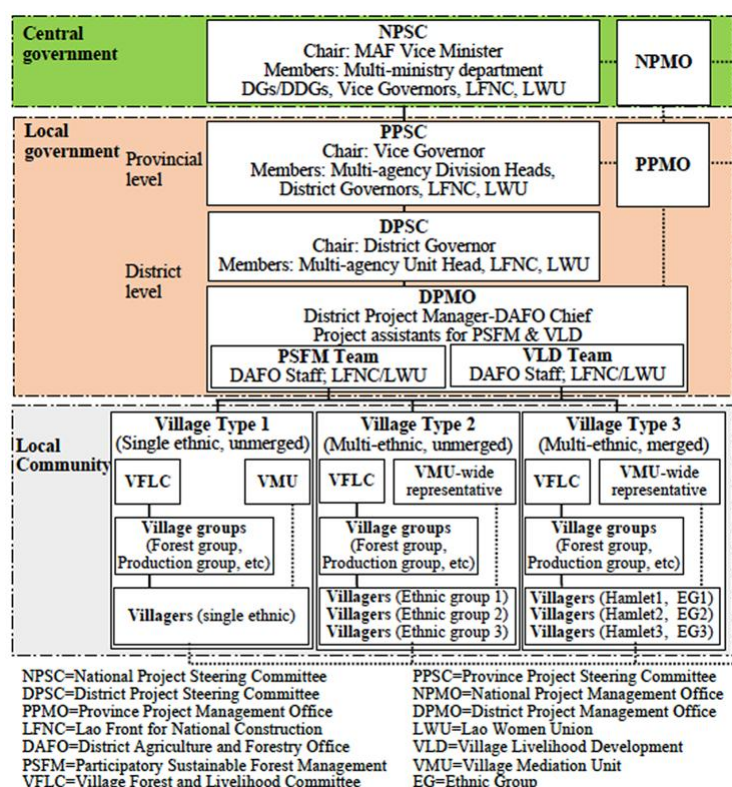 Central
government
NPSC
Chair: MAF Vice Minister
Members: Multi-ministry department
DGs/DDGs, Vice Governors, LFNC, LWU
NPMO
Local
government
Provincial
level
PPSC
Chair: Vice Governor
Members: Multi-agency Division Heads,
District Governors, LFNC, LWU
PPMO
DPSC
Chair: District Governor
Members: Multi-agency Unit Head, LFNC, LWU
District
level
DPMO
District Project Manager-DAFO Chief
Project assistants for PSFM & VLD
PSFM Team
DAFO Staff; LFNC/LWU
VLD Team
DAFO Staff; LFNC/LWU
Local
Community
Village Type 1
(Single ethnic, unmerged)
VFLC
VMU
Village groups
(Forest group,
Production group, etc)
Villagers (single ethnic)
Village Type 2
(Multi-ethnic, unmerged)
VFLC
VMU-wide
representative
Village groups
(Forest group,
Production group, etc)
Villagers (Ethnic group 1)
Villagers (Ethnic group 2)
Villagers (Ethnic group 3)
Village Type 3
(Multi-ethnic, merged)
VFLC
VMU-wide
representative
Village groups
(Forest group,
Production group, etc)
Villagers (Hamlet1, EG1)
Villagers (Hamlet2, EG2)
Villagers (Hamlet3, EG3)
NPSC=National Project Steering Committee
DPSC=District Project Steering Committee
PPMO=Province Project Management Office
LFNC=Lao Front for National Construction
DAFO=District Agriculture and Forestry Office
PSFM=Participatory Sustainable Forest Management
VFLC=Village Forest and Livelihood Committee
PPSC=Province Project Steering Committee
NPMO=National Project Management Office
DPMO=District Project Management Office
LWU=Lao Women Union
VLD=Village Livelihood Development
VMU=Village Mediation Unit
EG=Ethnic Group